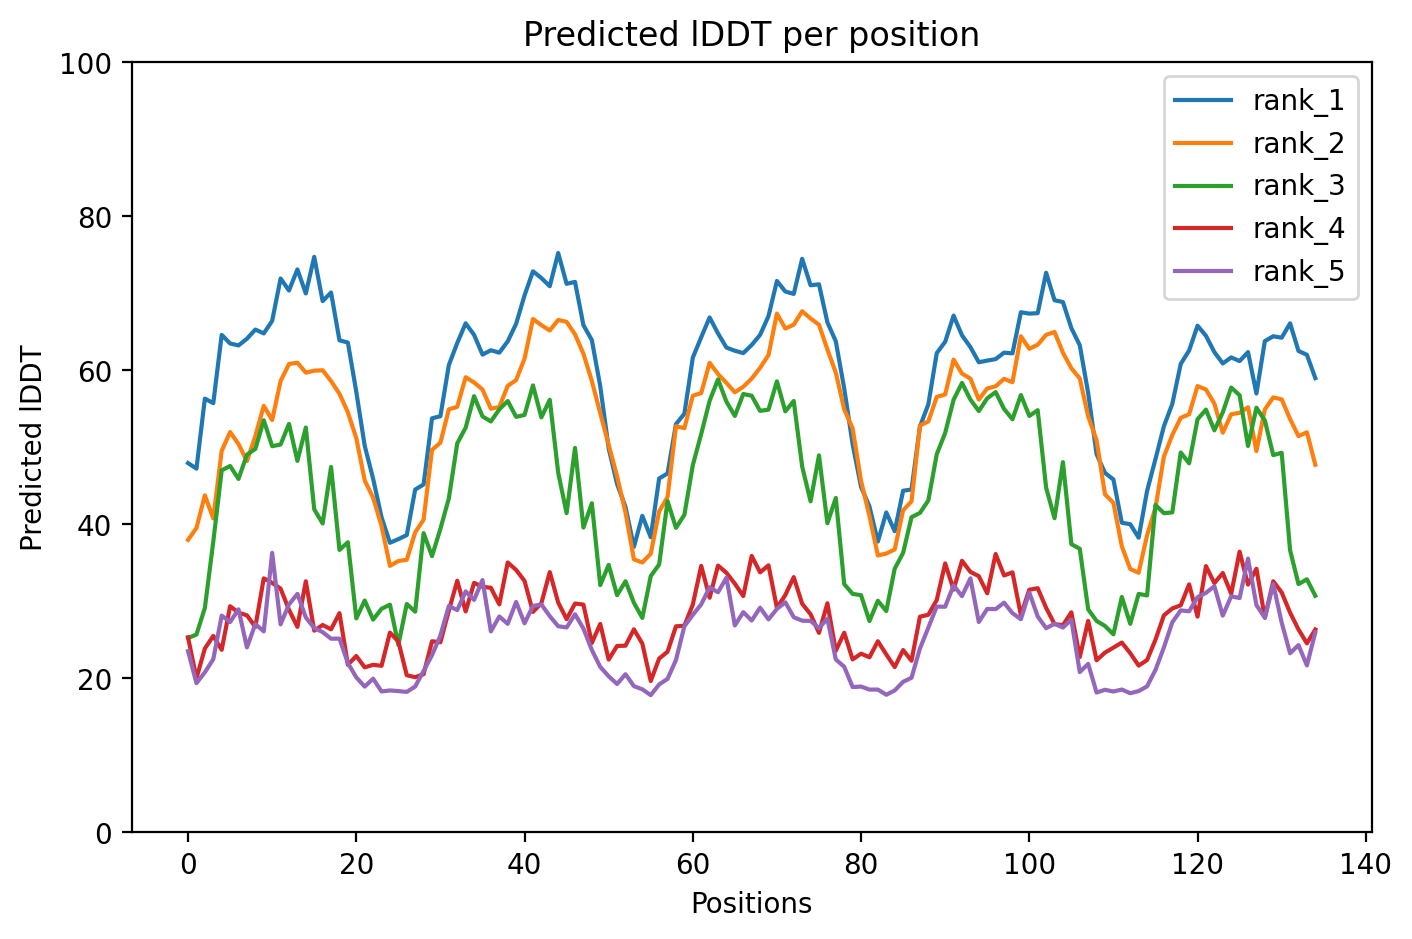 Predicted lDDT per position
100
80
60
40
20
0
Predicted lDDT
rank_1
rank_2
rank_3
rank_4
rank_5
0 20 40 60 80 100 120 140
Positions